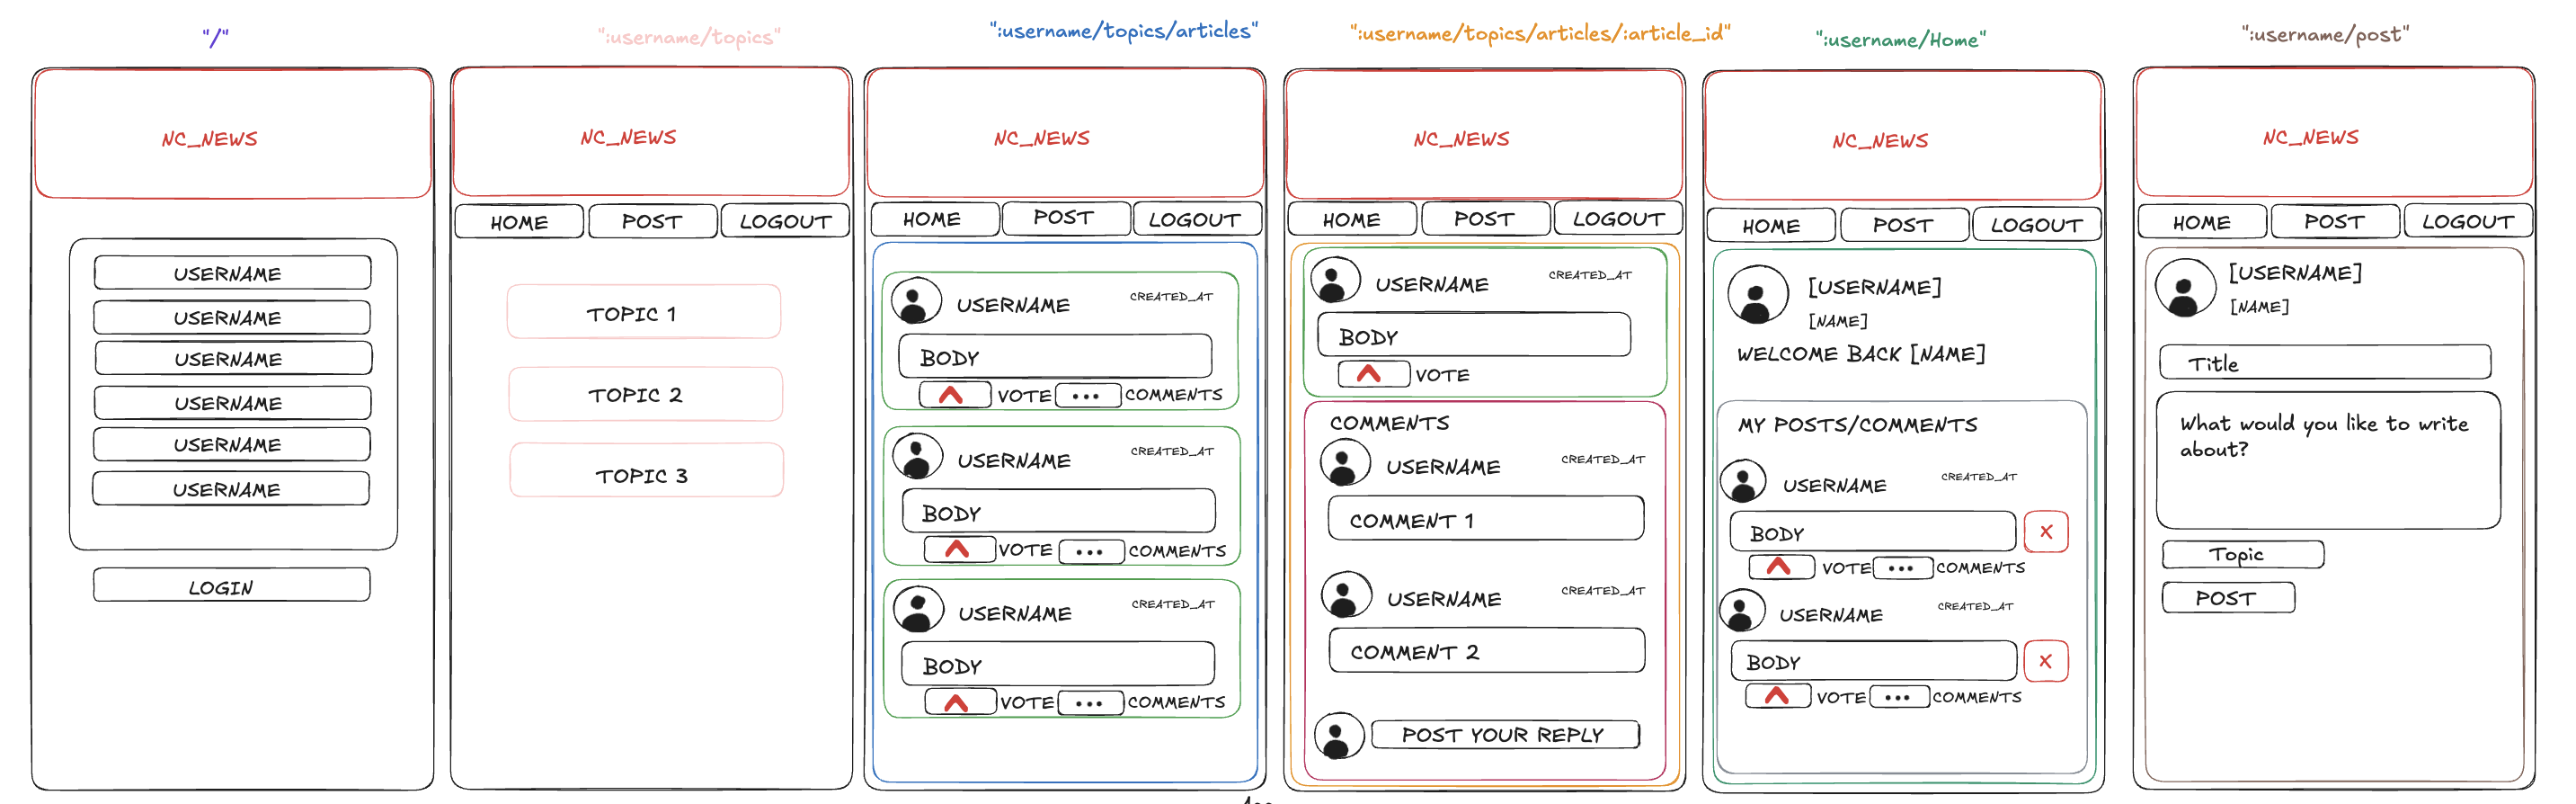 "/"
NC_NEWS
USERNAME
USERNAME
USERNAME
USERNAME
USERNAME
USERNAME
LOGIN
":username/topics"
NC_NEWS
HOME POST LOGOUT
TOPIC 1
TOPIC 2
TOPIC 3
":username/topics/articles"
NC_NEWS
HOME POST LOGOUT
USERNAME CREATED_AT
BODY
VOTE ... COMMENTS
USERNAME CREATED_AT
BODY
VOTE ... COMMENTS
USERNAME CREATED_AT
BODY
VOTE ... COMMENTS
":username/topics/articles/:article_id"
NC_NEWS
HOME POST LOGOUT
USERNAME CREATED_AT
BODY
VOTE
COMMENTS
USERNAME CREATED_AT
COMMENT 1
USERNAME CREATED_AT
COMMENT 2
POST YOUR REPLY
":username/Home"
NC_NEWS
HOME POST LOGOUT
[USERNAME]
[NAME]
WELCOME BACK [NAME]
MY POSTS/COMMENTS
USERNAME CREATED_AT
BODY X
VOTE ... COMMENTS
USERNAME CREATED_AT
BODY X
VOTE ... COMMENTS
":username/post"
NC_NEWS
HOME POST LOGOUT
[USERNAME]
[NAME]
Title
What would you like to write
about?
Topic
POST